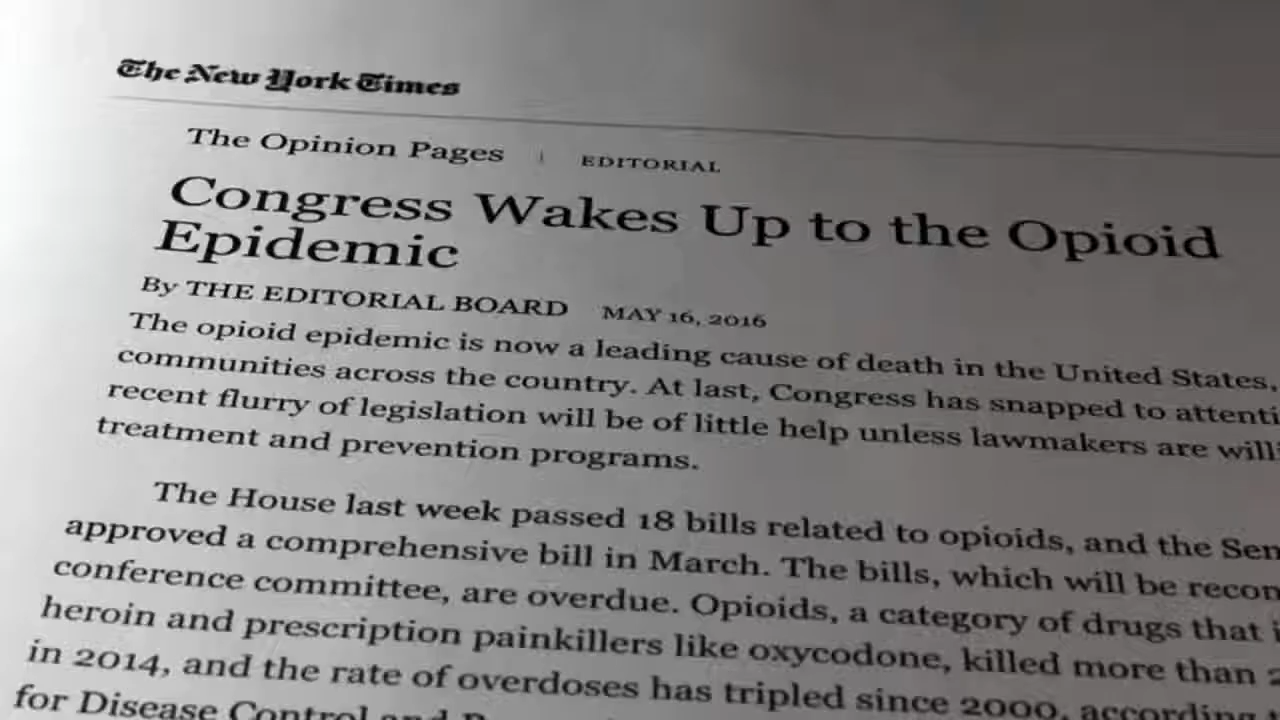 The New York Times
The Opinion Pages | EDITORIAL
Congress Wakes Up to the Opioid
Epidemic
By THE EDITORIAL BOARD MAY 16, 2016
The opioid epidemic is now a leading cause of death in the United States,
communities across the country. At last, Congress has snapped to attenti
recent flurry of legislation will be of little help unless lawmakers are will
treatment and prevention programs.
The House last week passed 18 bills related to opioids, and the Sen
approved a comprehensive bill in March. The bills, which will be recon
conference committee, are overdue. Opioids, a category of drugs that i
heroin and prescription painkillers like oxycodone, killed more than 2
in 2014, and the rate of overdoses has tripled since 2000, according t
for Disease Control and